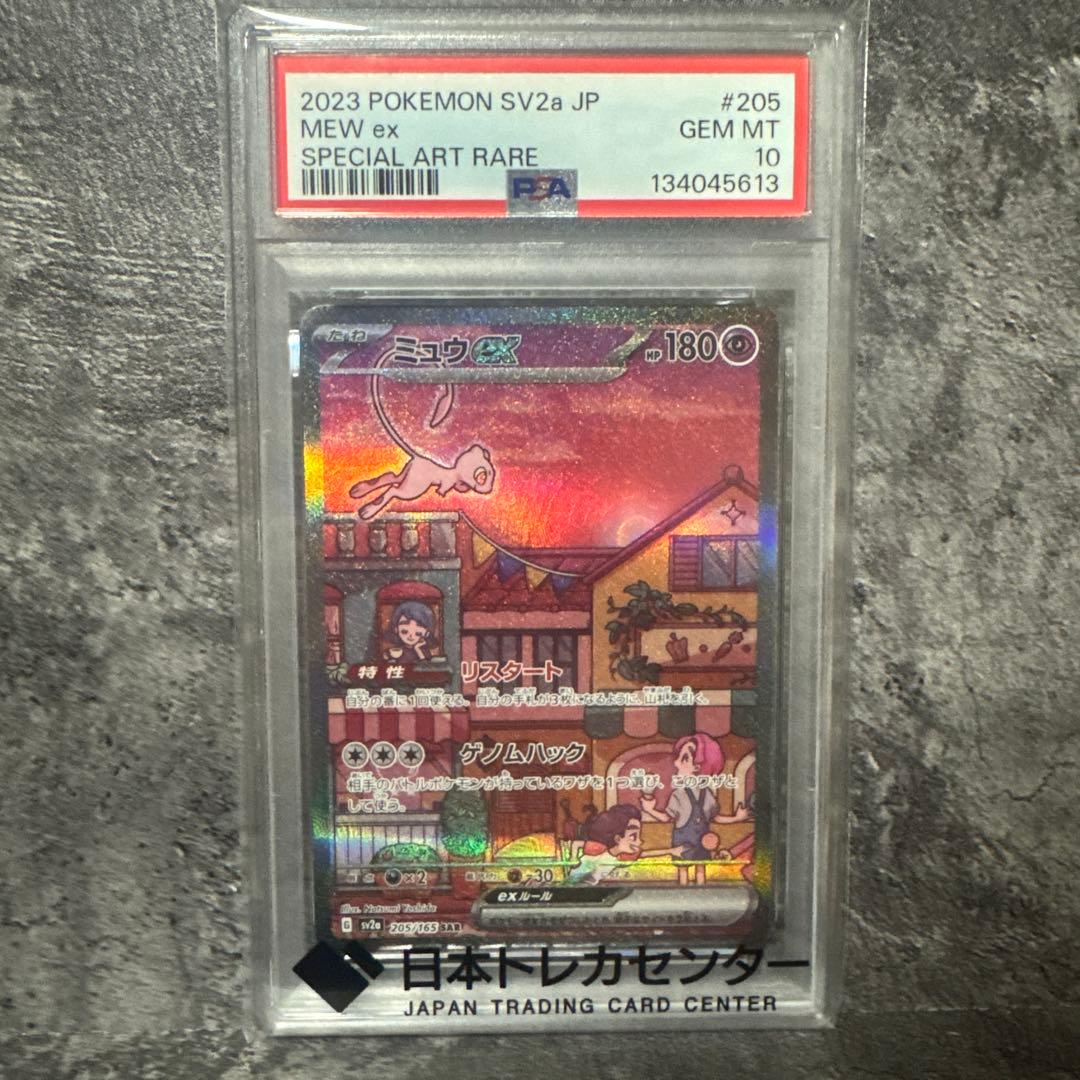 2023 POKEMON SV2a JP #205
MEW ex GEM MT
SPECIAL ART RARE 10
PSA 134045613
たね ミュウex HP 180
特性 リスタート
自分の番に1回使える。自分の手札が3枚になるように、山札を引く。
ゲノムハック
相手のバトルポケモンが持っているワザを1つ選び、このワザと
して使う。
×2 -30
exルール
Illus. Natsumi Yoshida
G sv2a 205/165 SAR
日本トレカセンター
JAPAN TRADING CARD CENTER